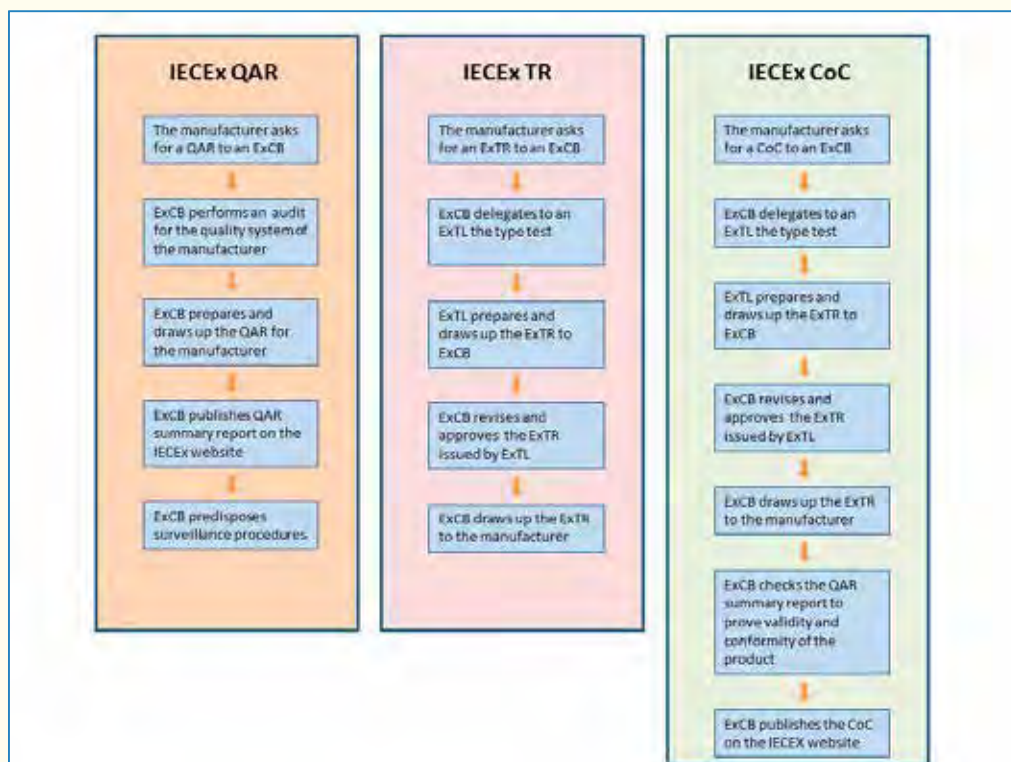 IECEx QAR
The manufacturer asks
for a QAR to an ExCB
ExCB performs an audit
for the quality system of
the manufacturer
ExCB prepares and
draws up the QAR for
the manufacturer
ExCB publishes QAR
summary report on the
IECEx website
ExCB predisposes
surveillance procedures
IECEx TR
The manufacturer asks
for an ExTR to an ExCB
ExCB delegates to an
ExTL the type test
ExTL prepares and
draws up the ExTR to
ExCB
ExCB revises and
approves the ExTR
issued by ExTL
ExCB draws up the ExTR
to the manufacturer
IECEx CoC
The manufacturer asks
for a CoC to an ExCB
ExCB delegates to an
ExTL the type test
ExTL prepares and
draws up the ExTR to
ExCB
ExCB revises and
approves the ExTR
issued by ExTL
ExCB draws up the ExTR
to the manufacturer
ExCB checks the QAR
summary report to
prove validity and
conformity of the
product
ExCB publishes the CoC
on the IECEX website